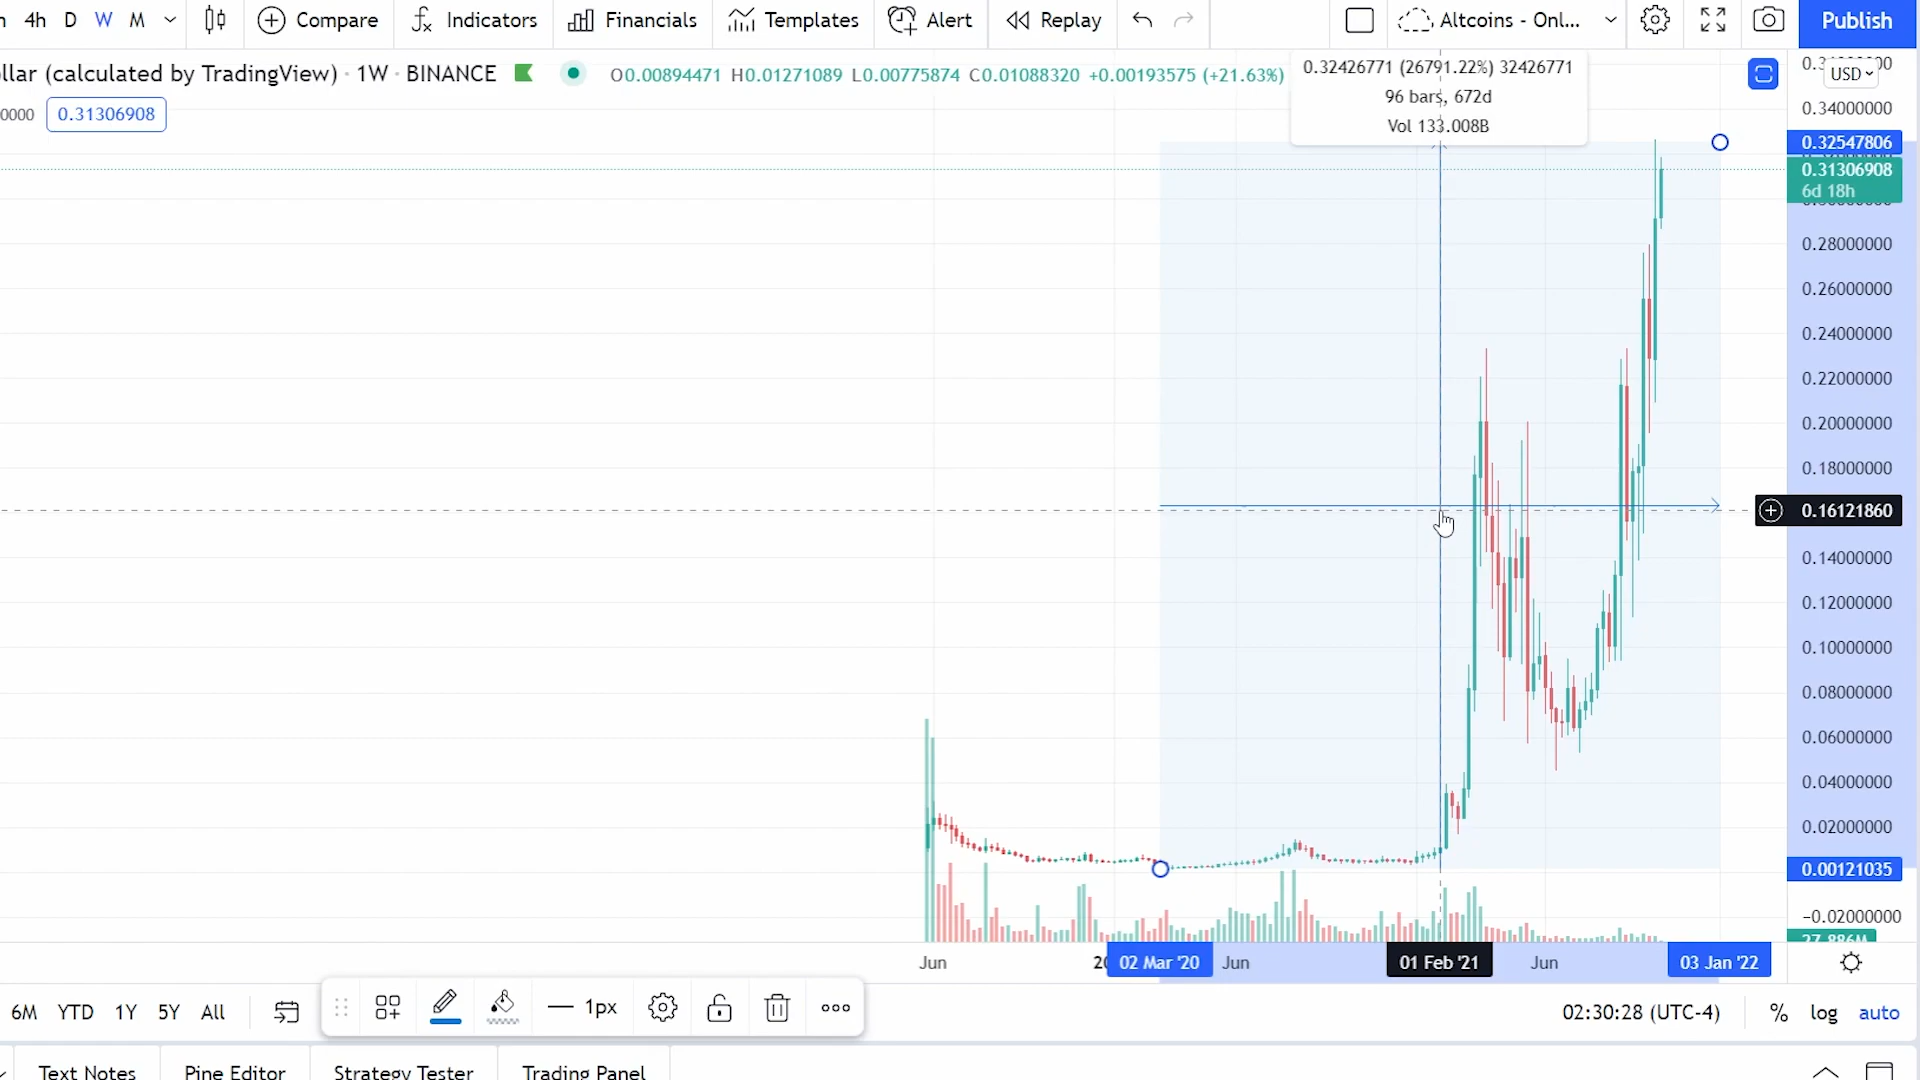 4h D W M Compare Indicators Financials Templates Alert Replay Altcoins - Onl... Publish
llar (calculated by TradingView) · 1W · BINANCE O0.00894471 H0.01271089 L0.00775874 C0.01088320 +0.00193575 (+21.63%)
0000 0.31306908
0.32426771 (26791.22%) 32426771
96 bars, 672d
Vol 133.008B
USD
0.34000000
0.32547806
0.31306908
6d 18h
0.28000000
0.26000000
0.24000000
0.22000000
0.20000000
0.18000000
0.16121860
0.14000000
0.12000000
0.10000000
0.08000000
0.06000000
0.04000000
0.02000000
0.00121035
−0.02000000
27.886M
Jun 02 Mar '20 Jun 01 Feb '21 Jun 03 Jan '22
6M YTD 1Y 5Y All 1px 02:30:28 (UTC-4) % log auto
Text Notes Pine Editor Strategy Tester Trading Panel